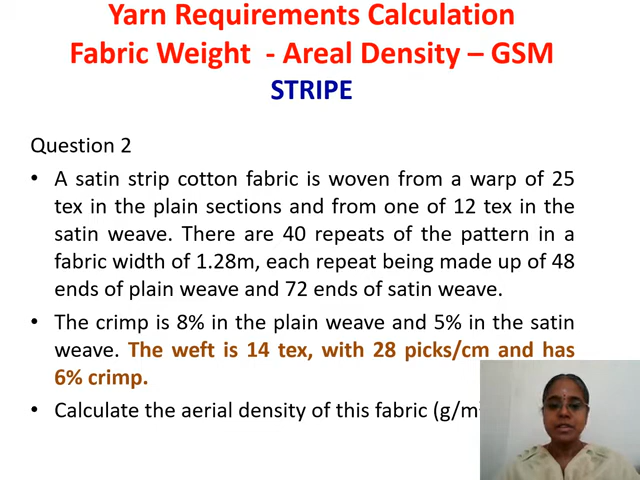 Yarn Requirements Calculation
Fabric Weight - Areal Density – GSM
STRIPE
Question 2
• A satin strip cotton fabric is woven from a warp of 25
tex in the plain sections and from one of 12 tex in the
satin weave. There are 40 repeats of the pattern in a
fabric width of 1.28m, each repeat being made up of 48
ends of plain weave and 72 ends of satin weave.
• The crimp is 8% in the plain weave and 5% in the satin
weave. The weft is 14 tex, with 28 picks/cm and has
6% crimp.
• Calculate the aerial density of this fabric (g/m